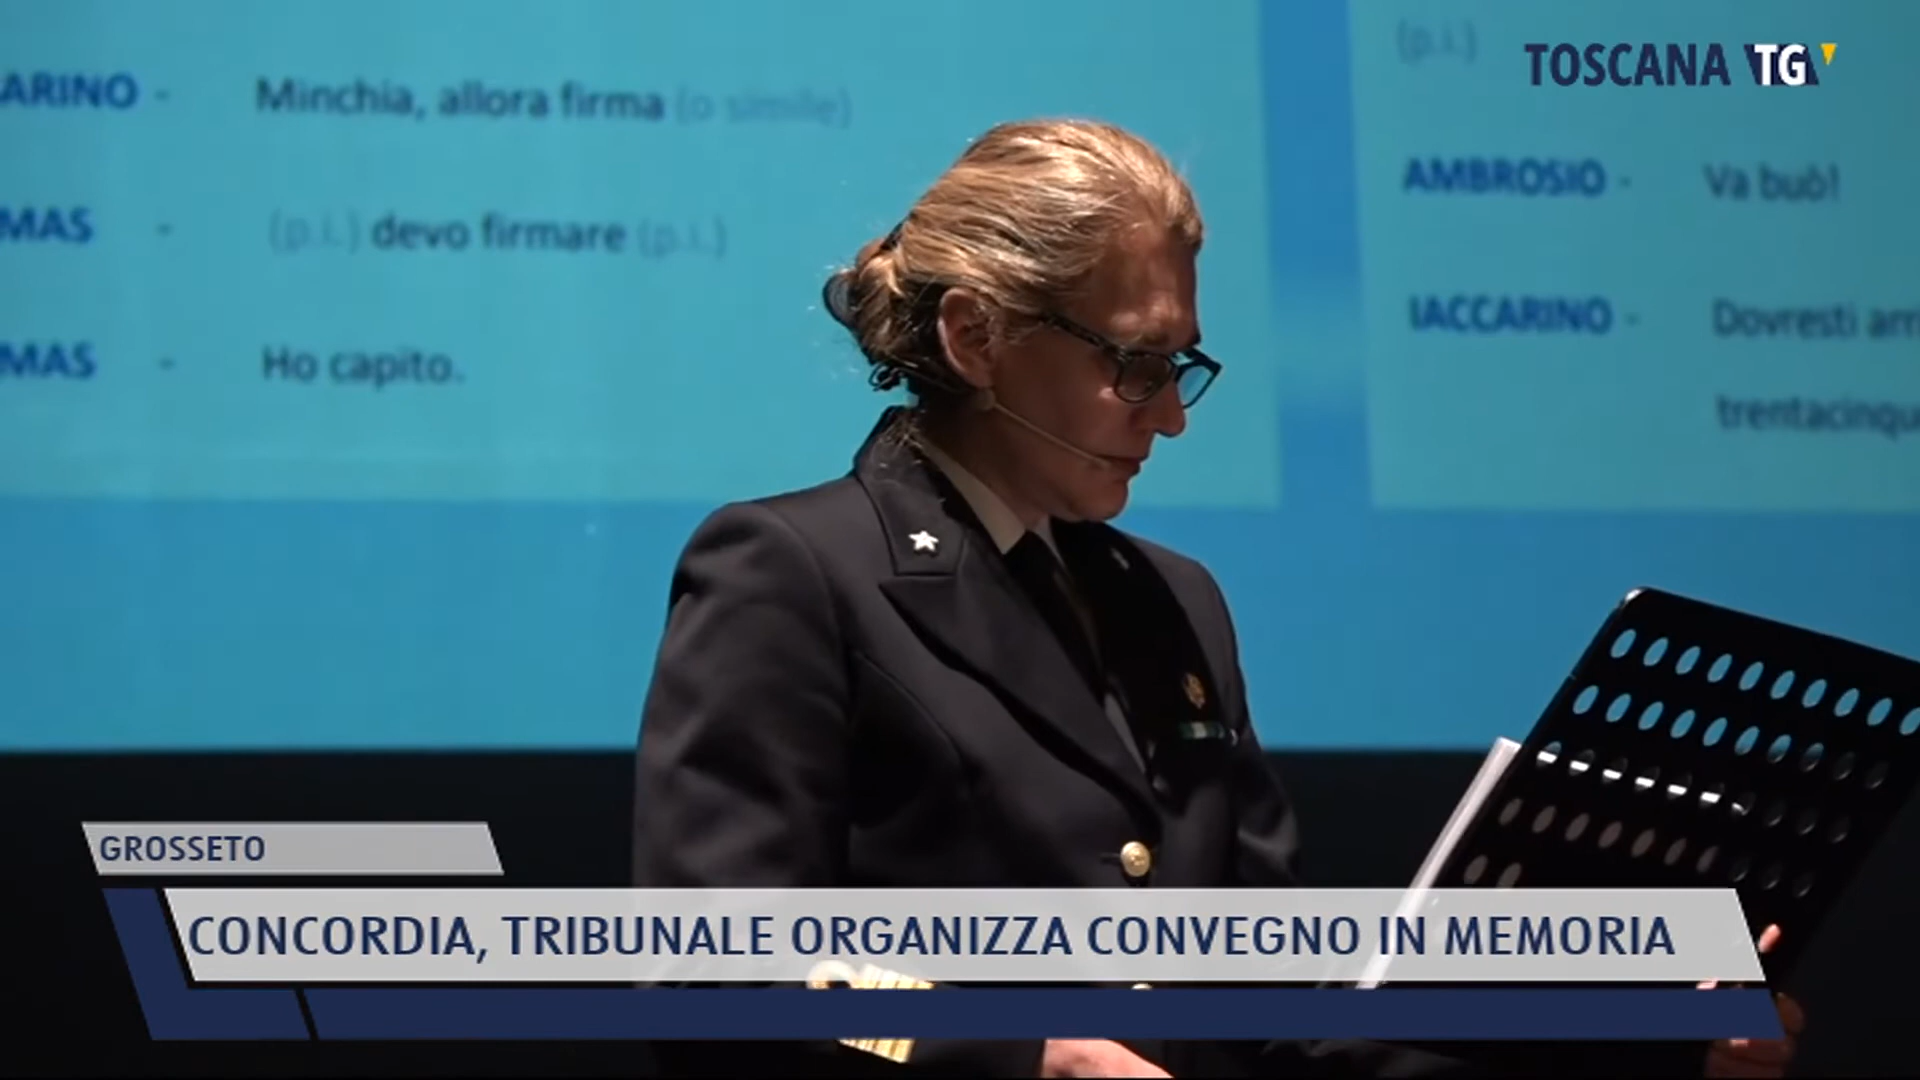 TOSCANA TG
(p.i.)
ARINO - Minchia, allora firma (o simile)
MAS - (p.i.) devo firmare (p.i.)
MAS - Ho capito.
AMBROSIO - Va buò!
IACCARINO - Dovresti arr
trentacinqu
GROSSETO
CONCORDIA, TRIBUNALE ORGANIZZA CONVEGNO IN MEMORIA